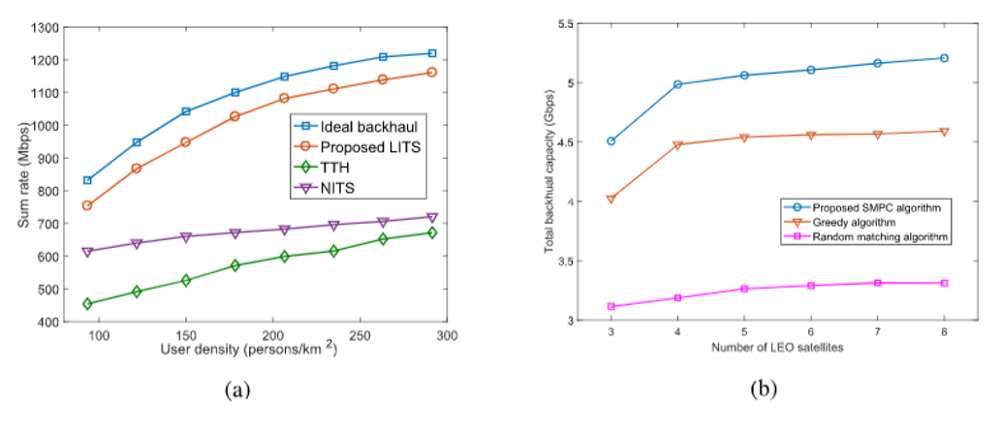 1300
1200
1100
1000
900
800
700
600
500
400
Sum rate (Mbps)
Ideal backhaul
Proposed LITS
TTH
NITS
100 150 200 250 300
User density (persons/km 2)
(a)
5.5
5
4.5
4
3.5
3
Total backhual capacity (Gbps)
Proposed SMPC algorithm
Greedy algorithm
Random matching algorithm
3 4 5 6 7 8
Number of LEO satellites
(b)